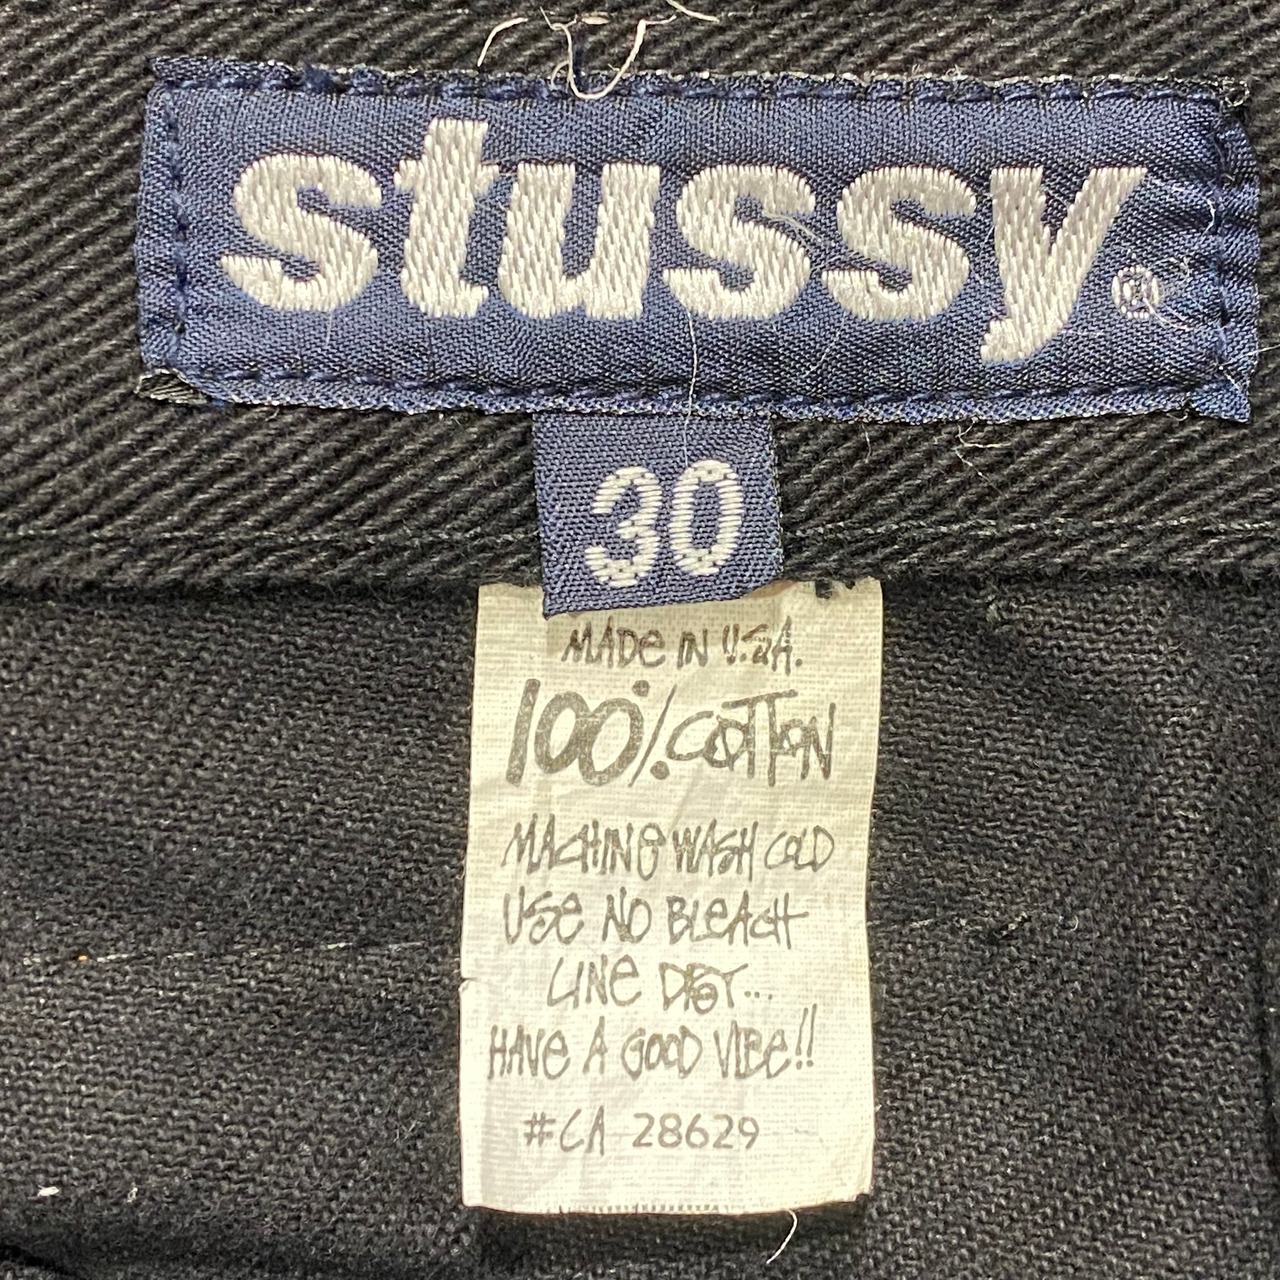 stussy®
30
MADE IN U.S.A.
100%. COTTON
MACHINE WASH COLD
USE NO BLEACH
LINE DRY...
HAVE A GOOD VIBE!!
#CA 28629